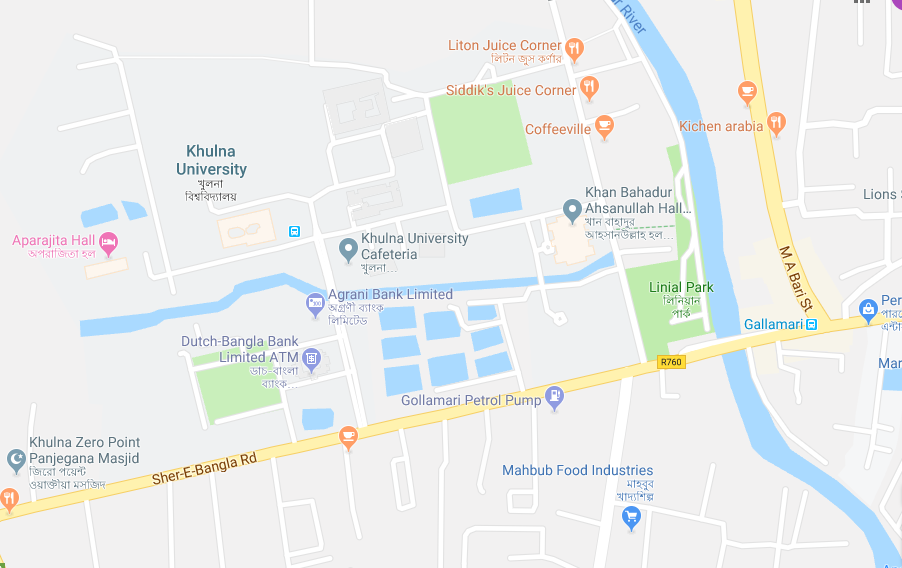 River
Liton Juice Corner
লিটন জুস কর্ণার
Siddik's Juice Corner
Coffeeville
Kichen arabia
Khulna
University
খুলনা
বিশ্ববিদ্যালয়
Khan Bahadur
Ahsanullah Hall...
খান বাহাদুর
আহসানউল্লাহ হল...
Lions
Aparajita Hall
অপরাজিতা হল
Khulna University
Cafeteria
খুলনা...
M A Bari St
Linial Park
লিনিয়ান
পার্ক
Agrani Bank Limited
অগ্রণী ব্যাংক
লিমিটেড
Gallamari
Per
পারে
এন্টা
Dutch-Bangla Bank
Limited ATM
ডাচ-বাংলা
ব্যাংক...
R760
Mar
Gollamari Petrol Pump
Khulna Zero Point
Panjegana Masjid
জিরো পয়েন্ট
ওয়াক্তীয়া মসজিদ
Sher-E-Bangla Rd
Mahbub Food Industries
মাহবুব
খাদ্যশিল্প